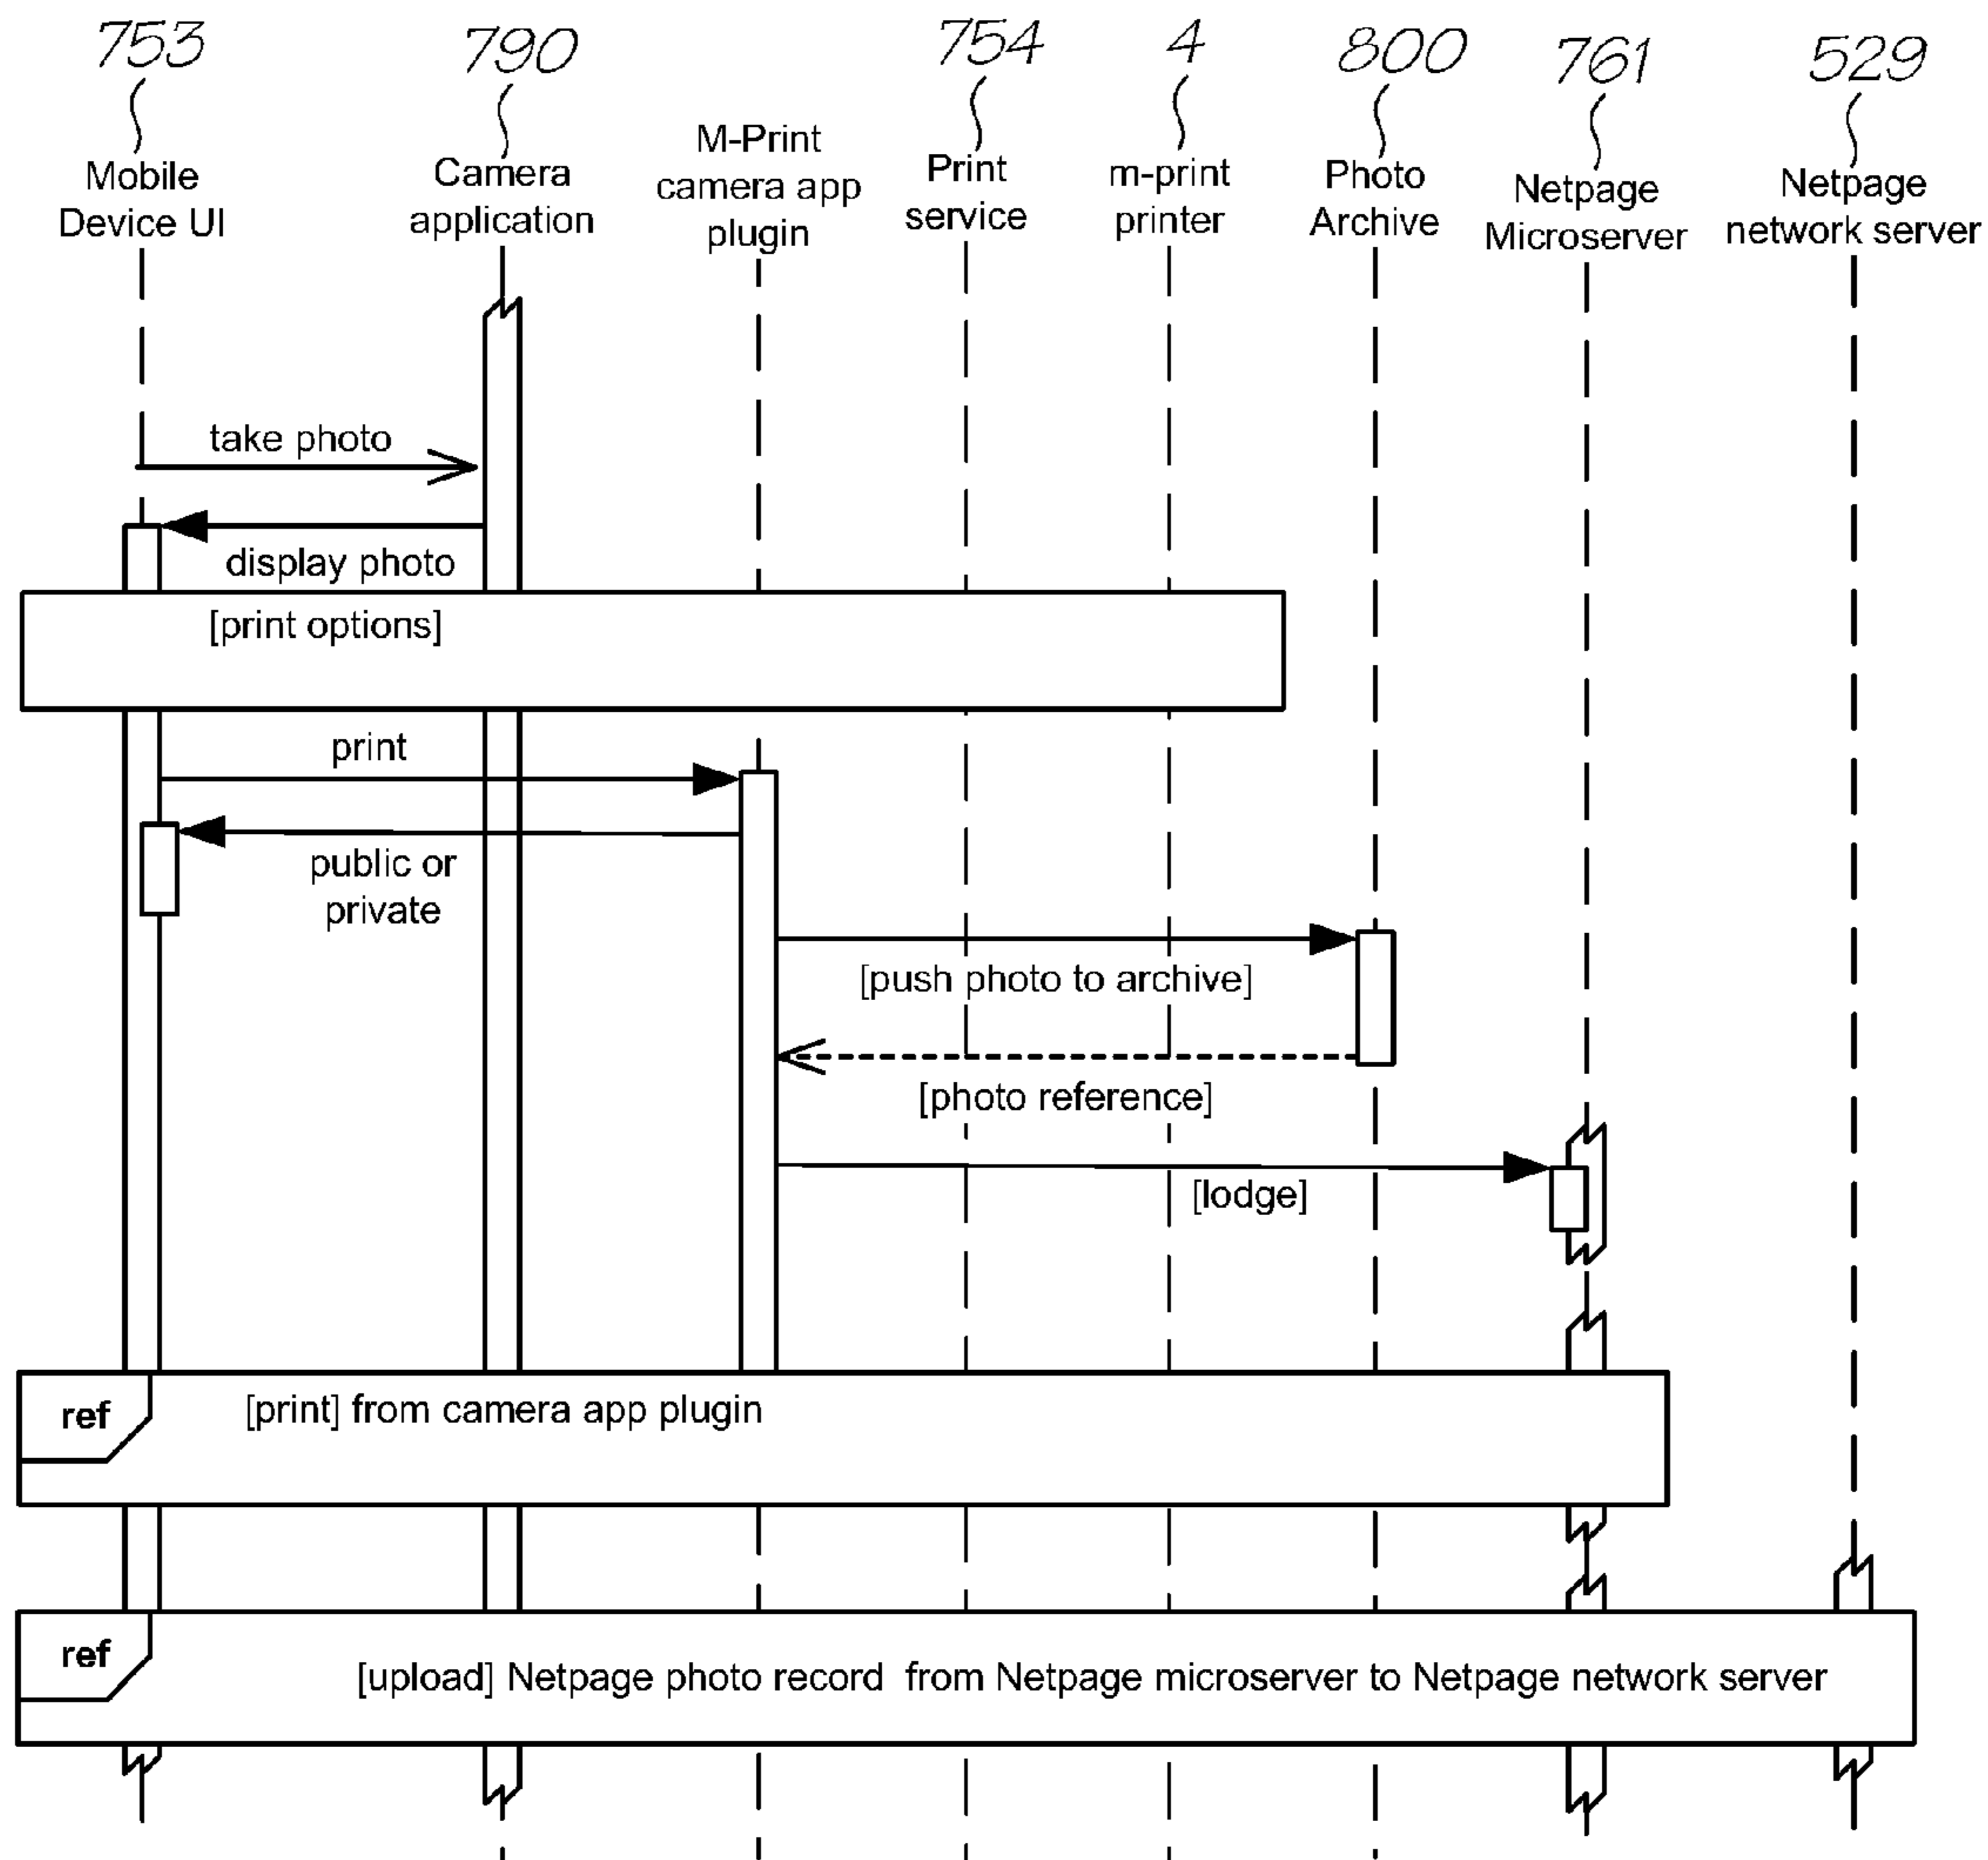 753
790
754
4
800
761
529
Mobile
Device UI
Camera
application
M-Print
camera app
plugin
Print
service
m-print
printer
Photo
Archive
Netpage
Microserver
Netpage
network server
take photo
display photo
[print options]
print
public or
private
[push photo to archive]
[photo reference]
[lodge]
ref
[print] from camera app plugin
ref
[upload] Netpage photo record from Netpage microserver to Netpage network server